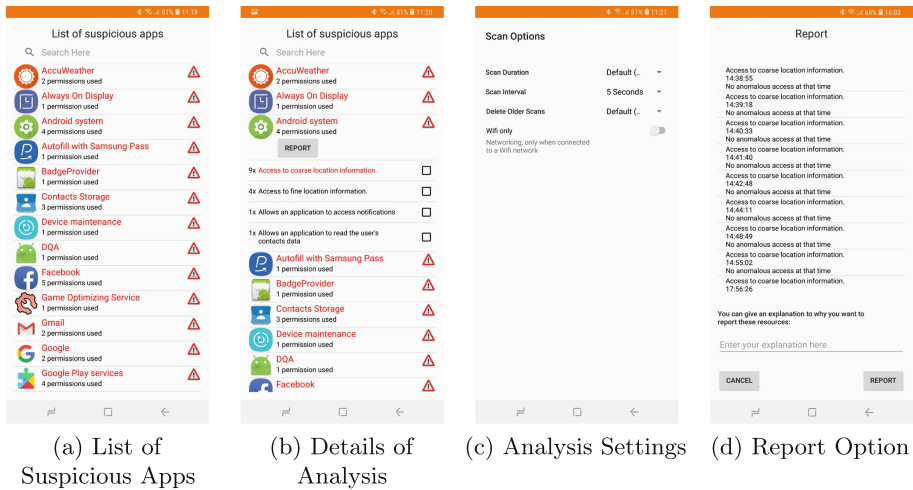 81% 11:19
List of suspicious apps
Search Here
AccuWeather
2 permissions used
Always On Display
1 permission used
Android system
4 permissions used
Autofill with Samsung Pass
1 permission used
BadgeProvider
1 permission used
Contacts Storage
3 permissions used
Device maintenance
1 permission used
DQA
1 permission used
Facebook
5 permissions used
Game Optimizing Service
1 permission used
Gmail
2 permissions used
Google
2 permissions used
Google Play services
4 permissions used
(a) List of
Suspicious Apps
81% 11:20
List of suspicious apps
Search Here
AccuWeather
2 permissions used
Always On Display
1 permission used
Android system
4 permissions used
REPORT
9x Access to coarse location information.
4x Access to fine location information.
1x Allows an application to access notifications
1x Allows an application to read the user's
contacts data
Autofill with Samsung Pass
1 permission used
BadgeProvider
1 permission used
Contacts Storage
3 permissions used
Device maintenance
1 permission used
DQA
1 permission used
Facebook
(b) Details of
Analysis
81% 11:21
Scan Options
Scan Duration Default (..
Scan Interval 5 Seconds
Delete Older Scans Default (..
Wifi only
Networking, only when connected
to a Wifi network
(c) Analysis Settings
69% 16:03
Report
Access to coarse location information.
14:38:55
No anomalous access at that time
Access to coarse location information.
14:39:18
No anomalous access at that time
Access to coarse location information.
14:40:33
No anomalous access at that time
Access to coarse location information.
14:41:40
No anomalous access at that time
Access to coarse location information.
14:42:48
No anomalous access at that time
Access to coarse location information.
14:44:11
No anomalous access at that time
Access to coarse location information.
14:48:49
No anomalous access at that time
Access to coarse location information.
14:55:02
No anomalous access at that time
Access to coarse location information.
17:56:26
You can give an explanation to why you want to
report these resources:
Enter your explanation here
CANCEL REPORT
(d) Report Option